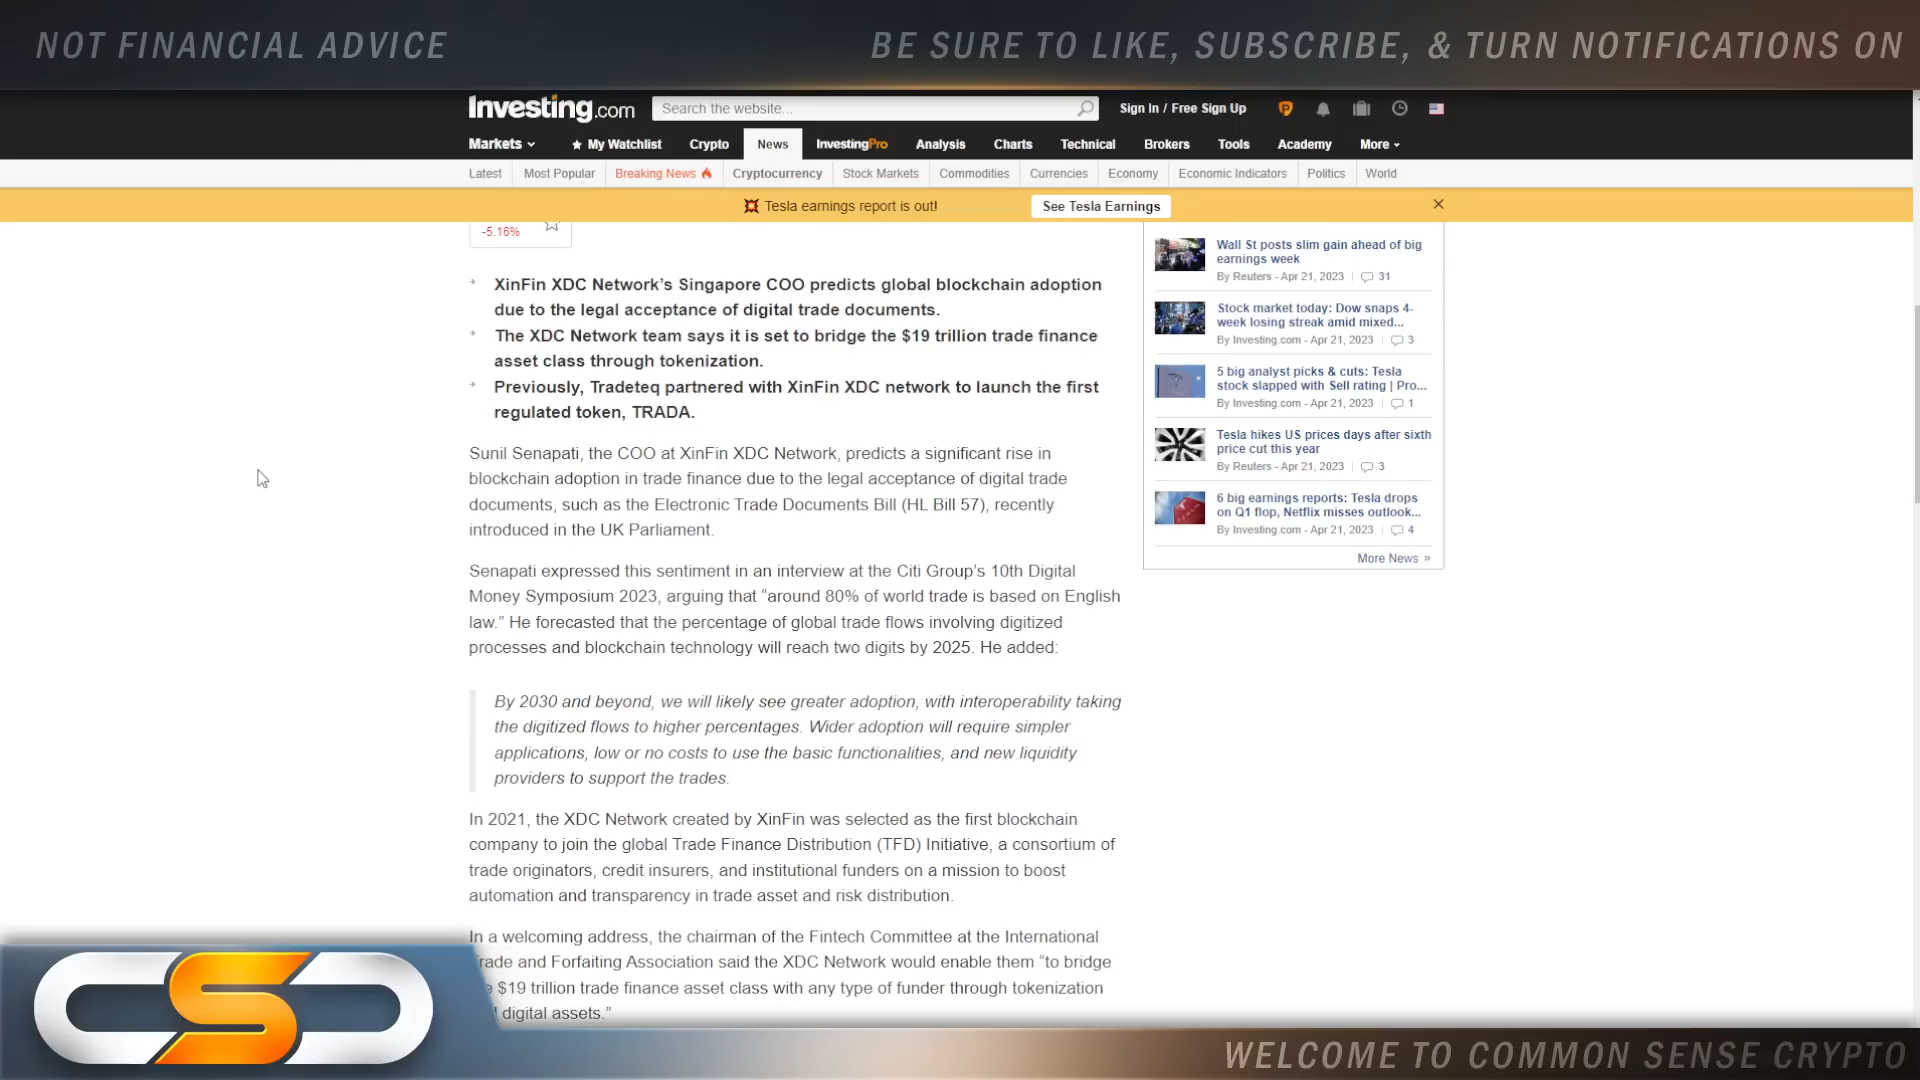 NOT FINANCIAL ADVICE
BE SURE TO LIKE, SUBSCRIBE, & TURN NOTIFICATIONS ON
Investing.com
Search the website...
Sign In / Free Sign Up
Markets
My Watchlist
Crypto
News
InvestingPro
Analysis
Charts
Technical
Brokers
Tools
Academy
More
Latest
Most Popular
Breaking News
Cryptocurrency
Stock Markets
Commodities
Currencies
Economy
Economic Indicators
Politics
World
Tesla earnings report is out!
See Tesla Earnings
-5.16%
XinFin XDC Network’s Singapore COO predicts global blockchain adoption
due to the legal acceptance of digital trade documents.
The XDC Network team says it is set to bridge the $19 trillion trade finance
asset class through tokenization.
Previously, Tradeteq partnered with XinFin XDC network to launch the first
regulated token, TRADA.
Sunil Senapati, the COO at XinFin XDC Network, predicts a significant rise in
blockchain adoption in trade finance due to the legal acceptance of digital trade
documents, such as the Electronic Trade Documents Bill (HL Bill 57), recently
introduced in the UK Parliament.
Senapati expressed this sentiment in an interview at the Citi Group’s 10th Digital
Money Symposium 2023, arguing that “around 80% of world trade is based on English
law.” He forecasted that the percentage of global trade flows involving digitized
processes and blockchain technology will reach two digits by 2025. He added:
By 2030 and beyond, we will likely see greater adoption, with interoperability taking
the digitized flows to higher percentages. Wider adoption will require simpler
applications, low or no costs to use the basic functionalities, and new liquidity
providers to support the trades.
In 2021, the XDC Network created by XinFin was selected as the first blockchain
company to join the global Trade Finance Distribution (TFD) Initiative, a consortium of
trade originators, credit insurers, and institutional funders on a mission to boost
automation and transparency in trade asset and risk distribution.
In a welcoming address, the chairman of the Fintech Committee at the International
Trade and Forfaiting Association said the XDC Network would enable them “to bridge
$19 trillion trade finance asset class with any type of funder through tokenization
digital assets.”
Wall St posts slim gain ahead of big
earnings week
By Reuters - Apr 21, 2023 31
Stock market today: Dow snaps 4-
week losing streak amid mixed...
By Investing.com - Apr 21, 2023 3
5 big analyst picks & cuts: Tesla
stock slapped with Sell rating | Pro...
By Investing.com - Apr 21, 2023 1
Tesla hikes US prices days after sixth
price cut this year
By Reuters - Apr 21, 2023 3
6 big earnings reports: Tesla drops
on Q1 flop, Netflix misses outlook...
By Investing.com - Apr 21, 2023 4
More News »
CSC
WELCOME TO COMMON SENSE CRYPTO